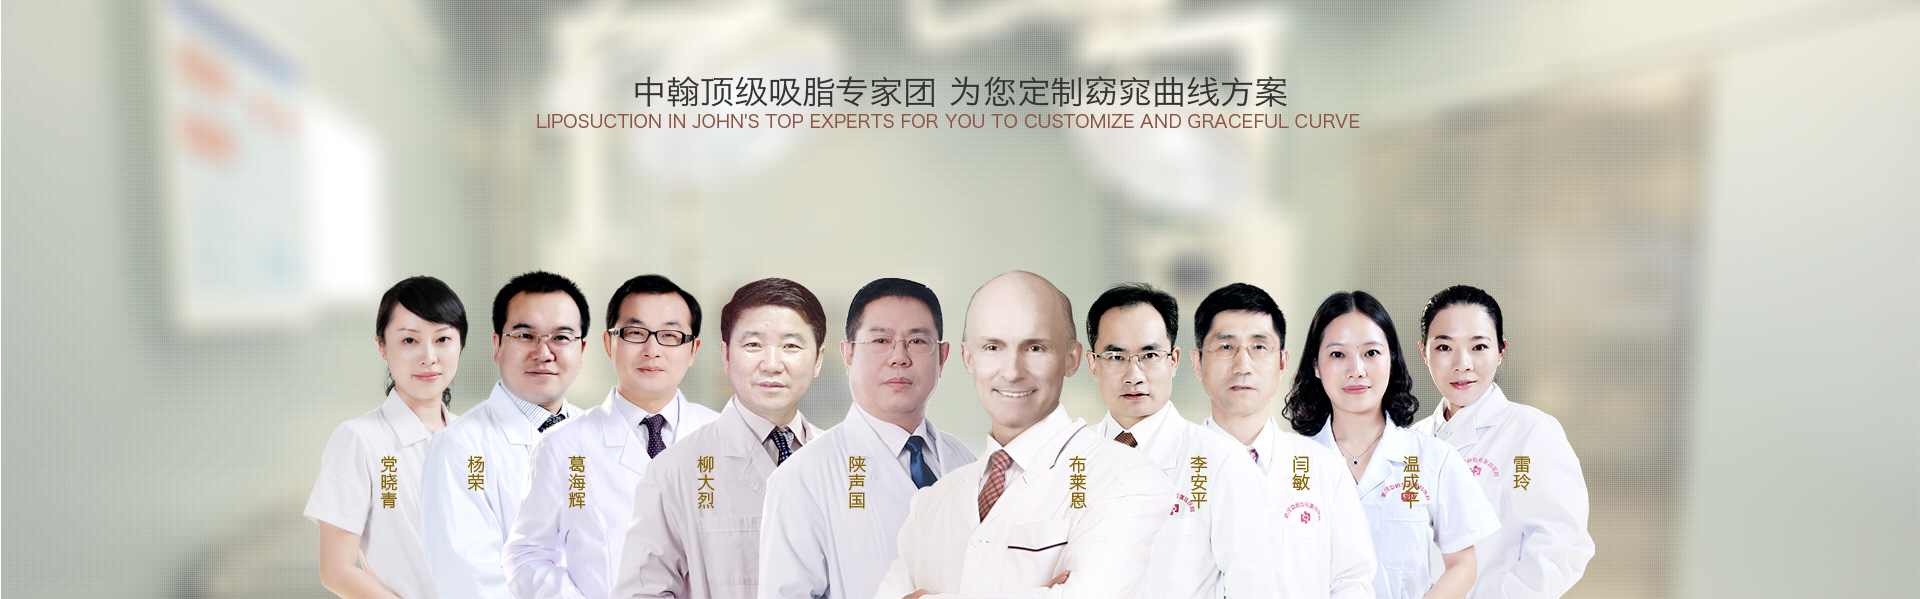 中翰顶级吸脂专家团 为您定制窈窕曲线方案
LIPOSUCTION IN JOHN'S TOP EXPERTS FOR YOU TO CUSTOMIZE AND GRACEFUL CURVE
党晓青
杨荣
葛海辉
柳大烈
陕声国
布莱恩
李安平
闫敏
温成平
雷玲